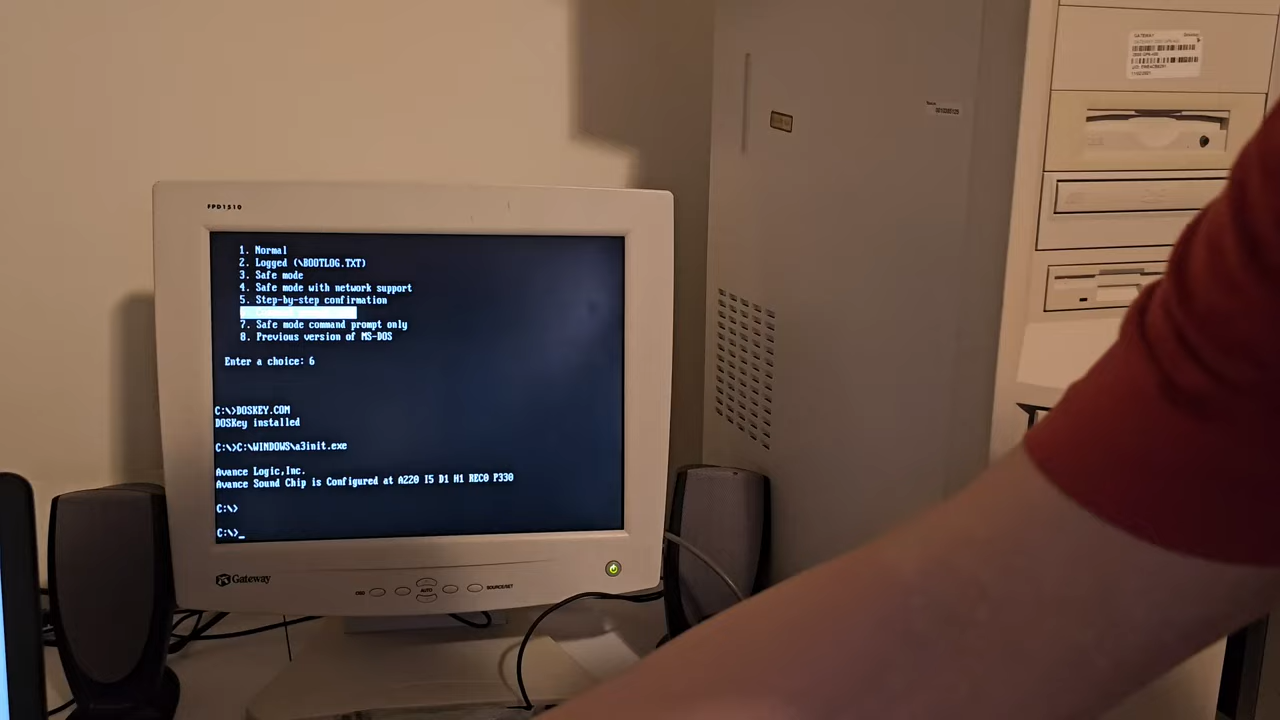 FPD1510
1. Normal
2. Logged (\BOOTLOG.TXT)
3. Safe mode
4. Safe mode with network support
5. Step-by-step confirmation
7. Safe mode command prompt only
8. Previous version of MS-DOS
Enter a choice: 6
C:\>DOSKEY.COM
DOSKey installed
C:\>C:\WINDOWS\a3init.exe
Avance Logic,Inc.
Avance Sound Chip is Configured at A220 I5 D1 H1 REC0 P330
C:\>
C:\>_
Gateway
AUTO
GATEWAY